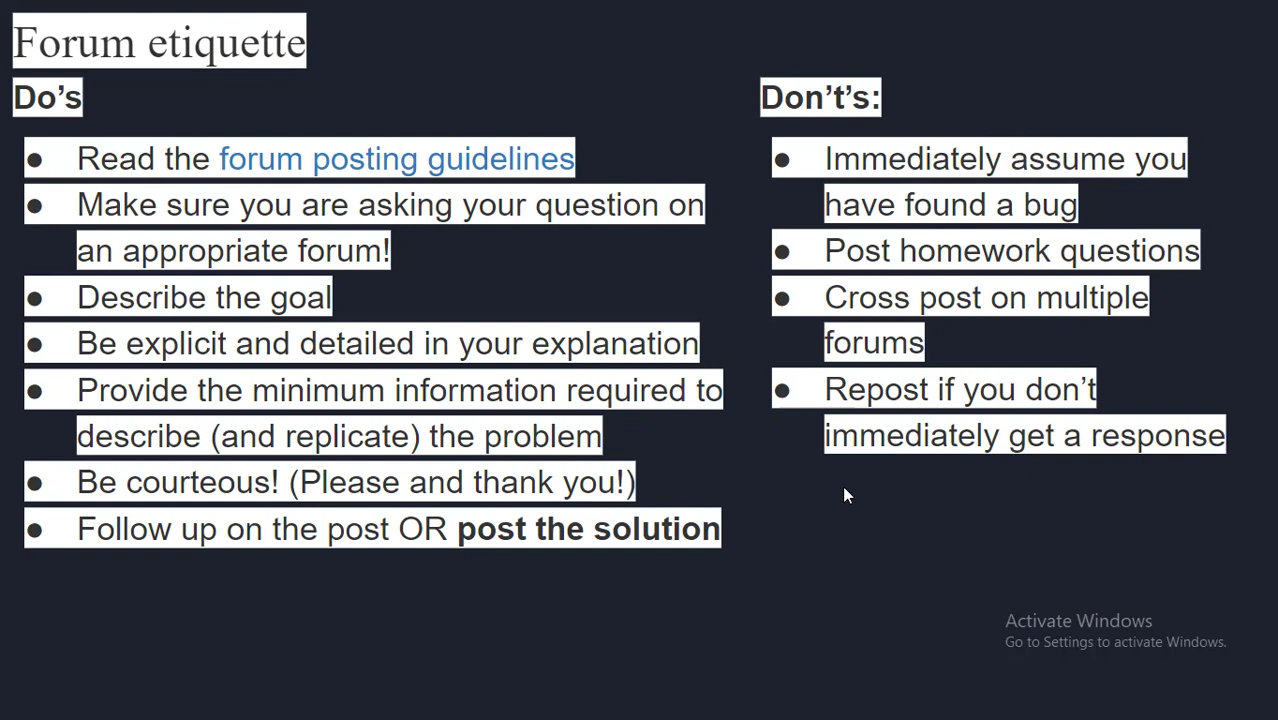 Forum etiquette
Do’s
● Read the forum posting guidelines
● Make sure you are asking your question on
an appropriate forum!
● Describe the goal
● Be explicit and detailed in your explanation
● Provide the minimum information required to
describe (and replicate) the problem
● Be courteous! (Please and thank you!)
● Follow up on the post OR post the solution
Don’t’s:
● Immediately assume you
have found a bug
● Post homework questions
● Cross post on multiple
forums
● Repost if you don’t
immediately get a response
Activate Windows
Go to Settings to activate Windows.